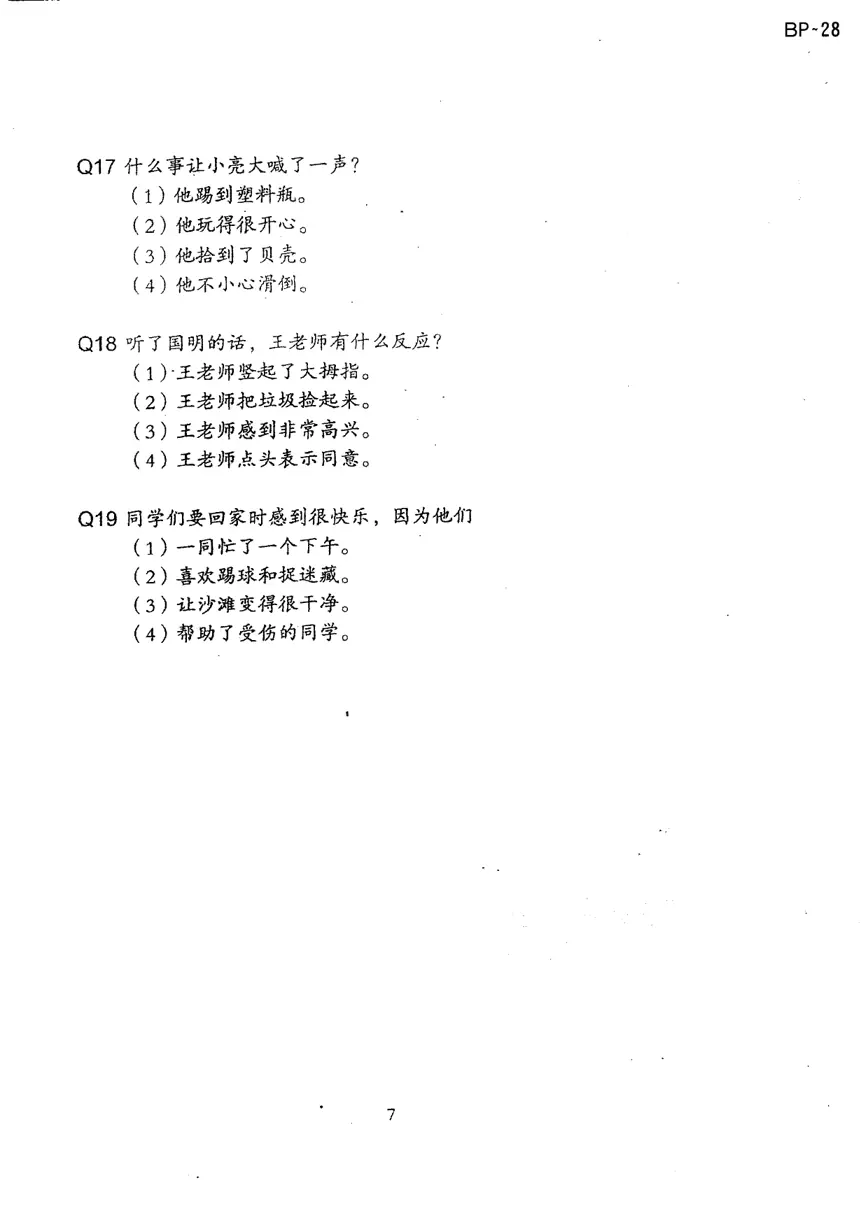 BP-28
Q17 什么事让小亮大喊了一声?
(1) 他踢到塑料瓶。
(2) 他玩得很开心。
(3) 他拾到了贝壳。
(4) 他不小心滑倒。
Q18 听了国明的话，王老师有什么反应?
(1) 王老师竖起了大拇指。
(2) 王老师把垃圾捡起来。
(3) 王老师感到非常高兴。
(4) 王老师点头表示同意。
Q19 同学们要回家时感到很快乐，因为他们
(1) 一同忙了一个下午。
(2) 喜欢踢球和捉迷藏。
(3) 让沙滩变得很干净。
(4) 帮助了受伤的同学。
7